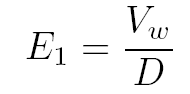 E_1 = \frac{V_w}{D}